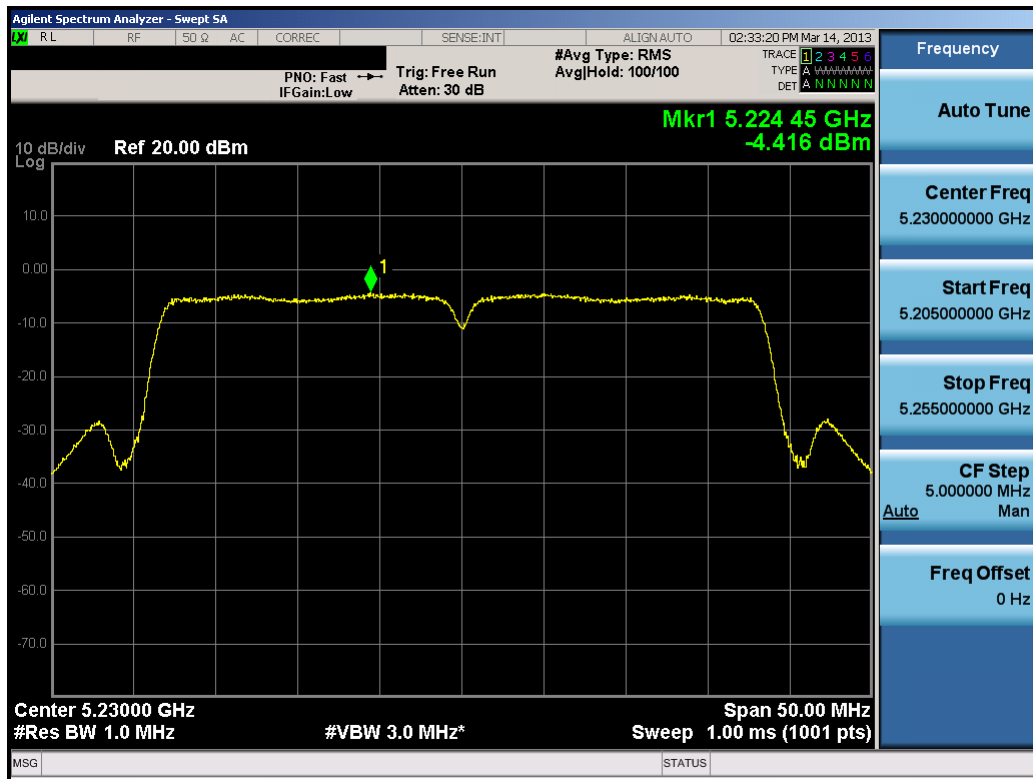 Agilent Spectrum Analyzer - Swept SA
LXI RL RF 50 Ω AC CORREC SENSE:INT ALIGN AUTO 02:33:20 PM Mar 14, 2013
PNO: Fast
IFGain:Low
Trig: Free Run
Atten: 30 dB
#Avg Type: RMS
Avg|Hold: 100/100
TRACE 1 2 3 4 5 6
TYPE A WWWWW
DET A N N N N N
Mkr1 5.224 45 GHz
-4.416 dBm
10 dB/div Ref 20.00 dBm
Log
10.0
0.00
-10.0
-20.0
-30.0
-40.0
-50.0
-60.0
-70.0
1
Center 5.23000 GHz Span 50.00 MHz
#Res BW 1.0 MHz #VBW 3.0 MHz* Sweep 1.00 ms (1001 pts)
MSG STATUS
Frequency
Auto Tune
Center Freq
5.230000000 GHz
Start Freq
5.205000000 GHz
Stop Freq
5.255000000 GHz
CF Step
5.000000 MHz
Auto Man
Freq Offset
0 Hz